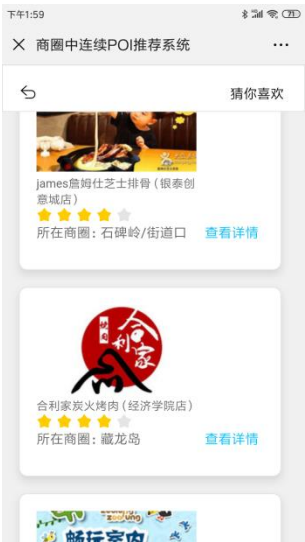 下午1:59
71
商圈中连续POI推荐系统
猜你喜欢
james詹姆仕芝士排骨（银泰创
意城店）
所在商圈：石碑岭/街道口 查看详情
烤肉
合利家
合利家炭火烤肉（经济学院店）
所在商圈：藏龙岛 查看详情
畅玩室内